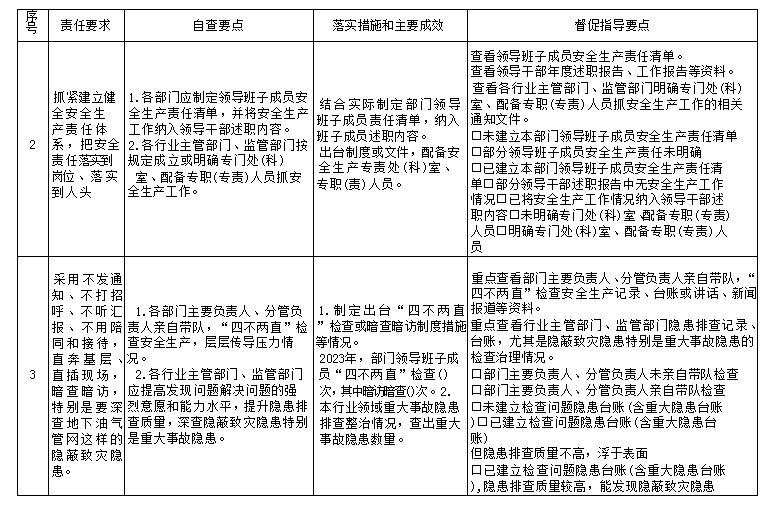 序号
责任要求
自查要点
落实措施和主要成效
督促指导要点
2
抓紧建立健
全安全生
产责任体
系，把安全
责任落实到
岗位、落实
到人头
1.各部门应制定领导班子成员安
全生产责任清单，并将安全生产
工作纳入领导干部述职内容。
2.各行业主管部门、监管部门按
规定成立或明确专门处(科)
室、配备专职(专责)人员抓安
全生产工作。
结合实际制定部门领导
班子成员责任清单，纳入
班子成员述职内容。
出台制度或文件，配备安
全生产专责处(科)室、
专职(责)人员。
查看领导班子成员安全生产责任清单。
查看领导干部年度述职报告、工作报告等资料。
查看各行业主管部门、监管部门明确专门处(科)
室、配备专职(专责)人员抓安全生产工作的相关
通知文件。
□未建立本部门领导班子成员安全生产责任清单
□部分领导班子成员安全生产责任未明确
□已建立本部门领导班子成员安全生产责任清
单□部分领导干部述职报告中无安全生产工作
情况□已将安全生产工作情况纳入领导干部述
职内容□未明确专门处(科)室、配备专职(专责)
人员□明确专门处(科)室、配备专职(专责)人
员
3
采用不发通
知、不打招
呼、不听汇
报、不用陪
同和接待，
直奔基层、
直插现场，
暗查暗访，
特别是要深
查地下油气
管网这样的
隐蔽致灾隐
患。
1.各部门主要负责人、分管负
责人亲自带队，“四不两直”检
查安全生产，层层传导压力情
况。
2.各行业主管部门、监管部门
应提高发现问题解决问题的强
烈意愿和能力水平，提升隐患排
查质量，深查隐蔽致灾隐患特别
是重大事故隐患。
1.制定出台“四不两直
”检查或暗查暗访制度措施
等情况。
2023年，部门领导班子成
员“四不两直”检查()
次，其中暗访暗查()次。2.
本行业领域重大事故隐患
排查整治情况，查出重大
事故隐患数量。
重点查看部门主要负责人、分管负责人亲自带队，“
四不两直”检查安全生产记录、台账或讲话、新闻
报道等资料。
重点查看行业主管部门、监管部门隐患排查记录、
台账，尤其是隐蔽致灾隐患特别是重大事故隐患的
检查治理情况。
□部门主要负责人、分管负责人未亲自带队检查
□部门主要负责人、分管负责人亲自带队检查
□未建立检查问题隐患台账(含重大隐患台账
)□已建立检查问题隐患台账(含重大隐患台
账)
但隐患排查质量不高，浮于表面
□已建立检查问题隐患台账(含重大隐患台账
),隐患排查质量较高，能发现隐蔽致灾隐患